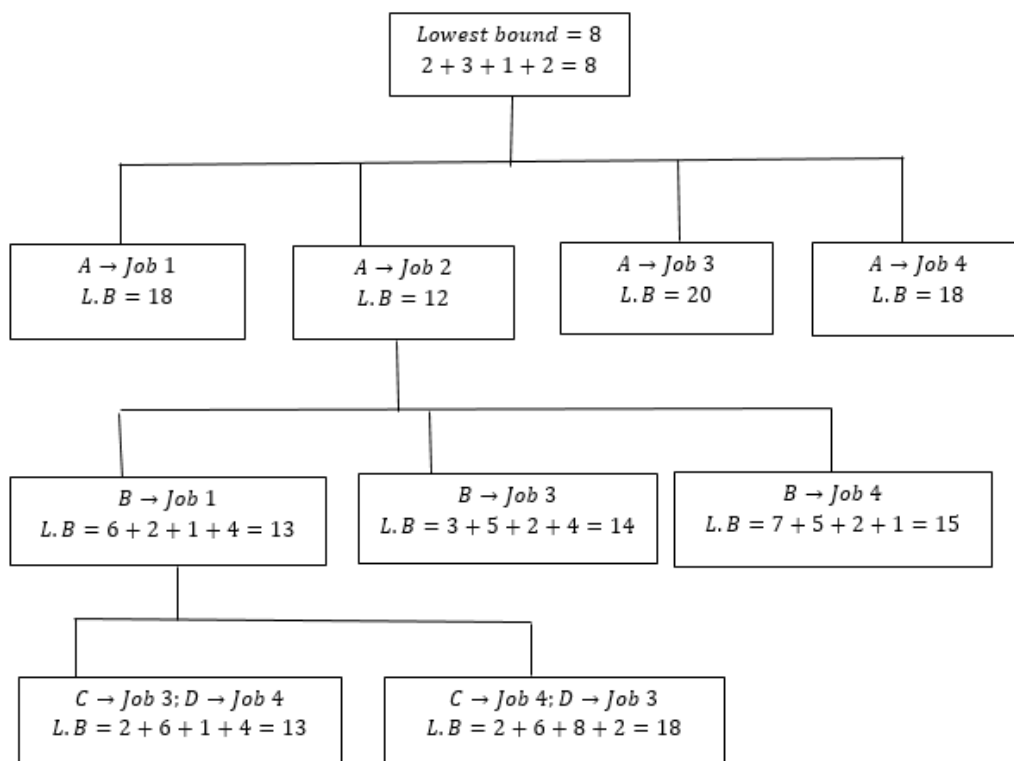 Lowest bound = 8
2 + 3 + 1 + 2 = 8
A → Job 1
L.B = 18
A → Job 2
L.B = 12
A → Job 3
L.B = 20
A → Job 4
L.B = 18
B → Job 1
L.B = 6 + 2 + 1 + 4 = 13
B → Job 3
L.B = 3 + 5 + 2 + 4 = 14
B → Job 4
L.B = 7 + 5 + 2 + 1 = 15
C → Job 3; D → Job 4
L.B = 2 + 6 + 1 + 4 = 13
C → Job 4; D → Job 3
L.B = 2 + 6 + 8 + 2 = 18